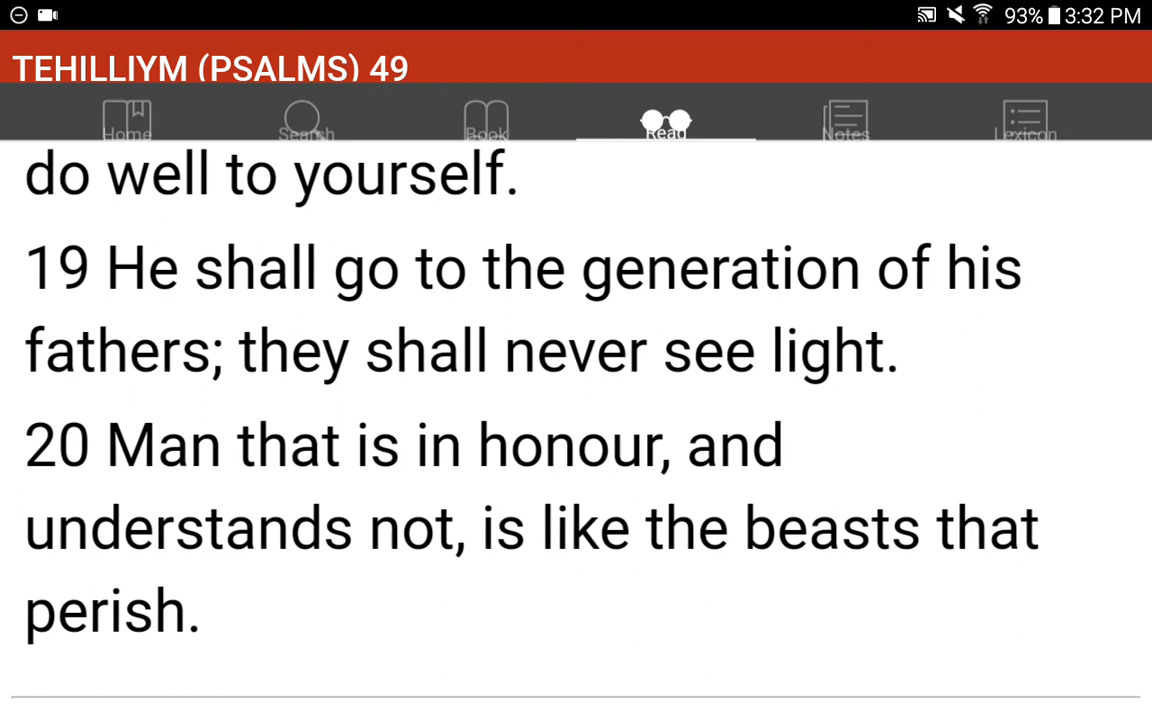 93% 3:32 PM
TEHILLIYM (PSALMS) 49
Home Search Book Read Notes Lexicon
do well to yourself.
19 He shall go to the generation of his
fathers; they shall never see light.
20 Man that is in honour, and
understands not, is like the beasts that
perish.